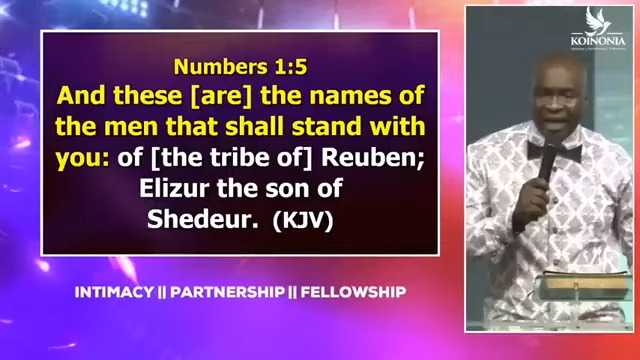 Numbers 1:5
And these [are] the names of
the men that shall stand with
you: of [the tribe of] Reuben;
Elizur the son of
Shedeur. (KJV)
INTIMACY || PARTNERSHIP || FELLOWSHIP
KOINONIA